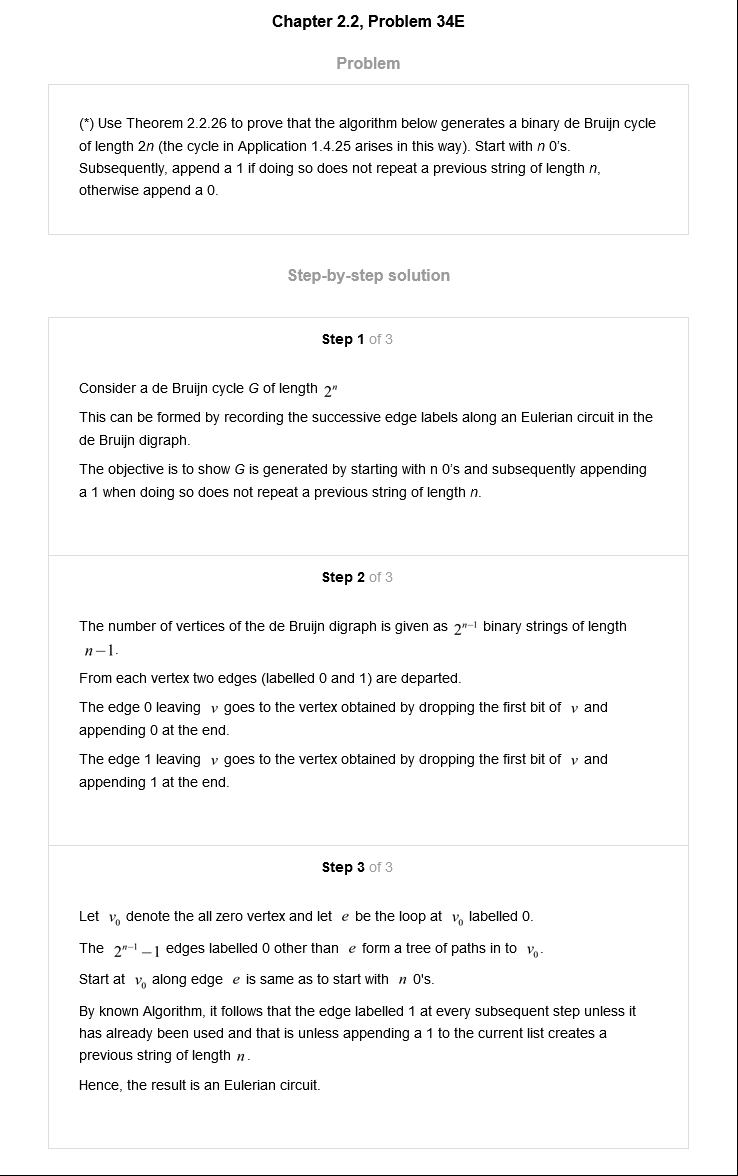 Chapter 2.2, Problem 34E
Problem
(*) Use Theorem 2.2.26 to prove that the algorithm below generates a binary de Bruijn cycle
of length 2n (the cycle in Application 1.4.25 arises in this way). Start with n 0's.
Subsequently, append a 1 if doing so does not repeat a previous string of length n,
otherwise append a 0.
Step-by-step solution
Step 1 of 3
Consider a de Bruijn cycle G of length 2ⁿ
This can be formed by recording the successive edge labels along an Eulerian circuit in the
de Bruijn digraph.
The objective is to show G is generated by starting with n 0's and subsequently appending
a 1 when doing so does not repeat a previous string of length n.
Step 2 of 3
The number of vertices of the de Bruijn digraph is given as 2ⁿ⁻¹ binary strings of length
n−1.
From each vertex two edges (labelled 0 and 1) are departed.
The edge 0 leaving v goes to the vertex obtained by dropping the first bit of v and
appending 0 at the end.
The edge 1 leaving v goes to the vertex obtained by dropping the first bit of v and
appending 1 at the end.
Step 3 of 3
Let v₀ denote the all zero vertex and let e be the loop at v₀ labelled 0.
The 2ⁿ⁻¹ −1 edges labelled 0 other than e form a tree of paths in to v₀.
Start at v₀ along edge e is same as to start with n 0's.
By known Algorithm, it follows that the edge labelled 1 at every subsequent step unless it
has already been used and that is unless appending a 1 to the current list creates a
previous string of length n.
Hence, the result is an Eulerian circuit.